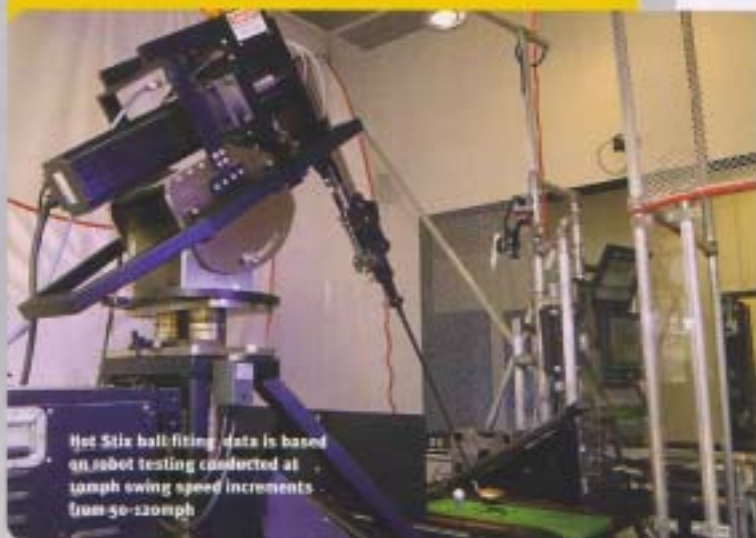 Hot Stix ball fitting data is based
on robot testing conducted at
10mph swing speed increments
from 50-120mph